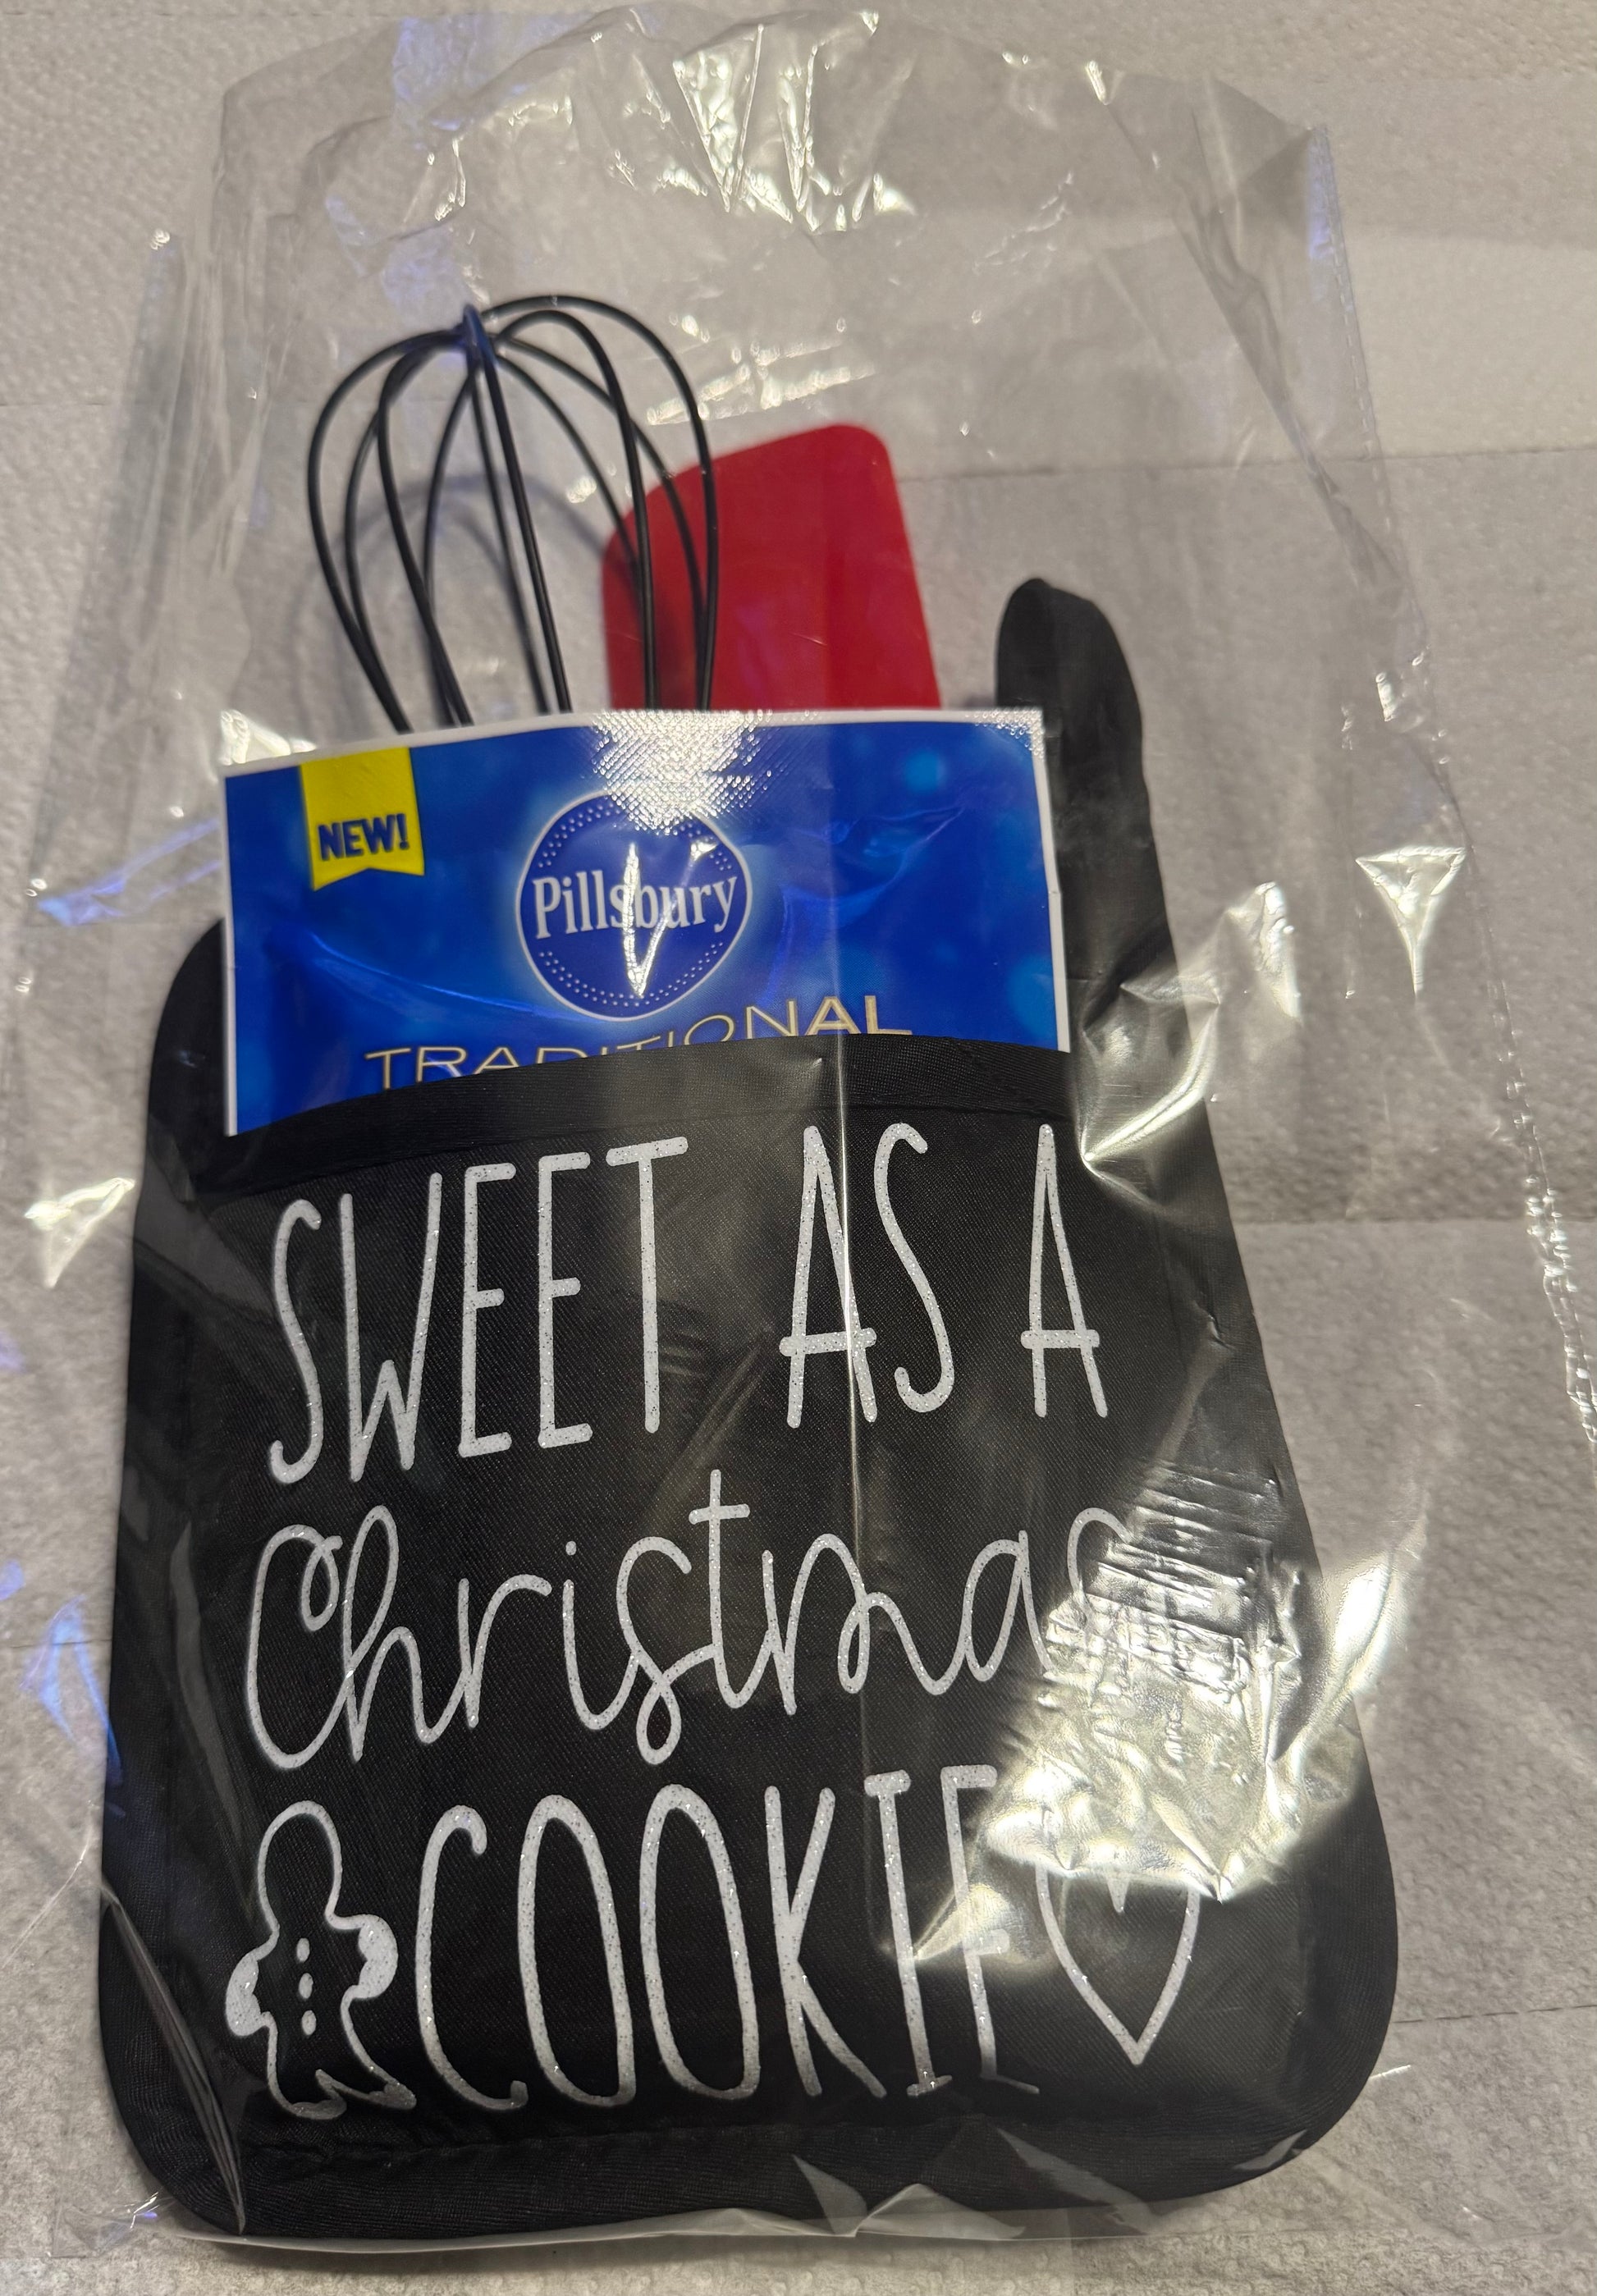 NEW!
Pillsbury
TRADITIONAL
SWEET AS A
Christmas
COOKIE